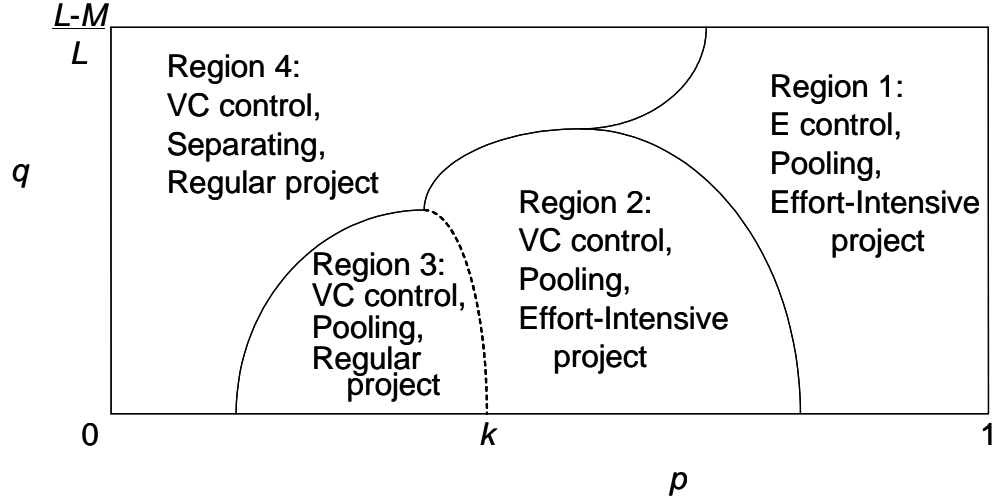 L-M
L
Region 4:
VC control,
Separating,
Regular project
Region 1:
E control,
Pooling,
Effort-Intensive
project
q
Region 2:
VC control,
Pooling,
Effort-Intensive
project
Region 3:
VC control,
Pooling,
Regular
project
0
k
1
p